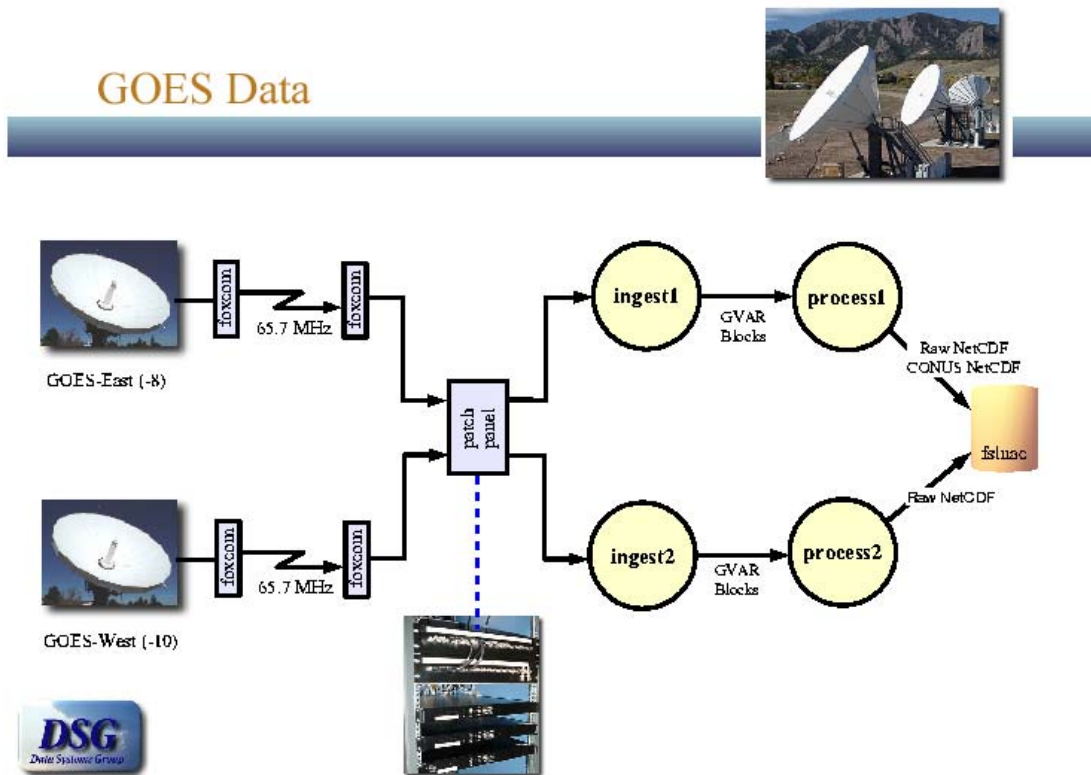 GOES Data
foxcom
65.7 MHz
foxcom
GOES-East (-8)
patch
panel
ingest1
GVAR
Blocks
process1
Raw NetCDF
CONUS NetCDF
fsluac
foxcom
65.7 MHz
foxcom
GOES-West (-10)
ingest2
GVAR
Blocks
process2
Raw NetCDF
DSG
Data Systems Group